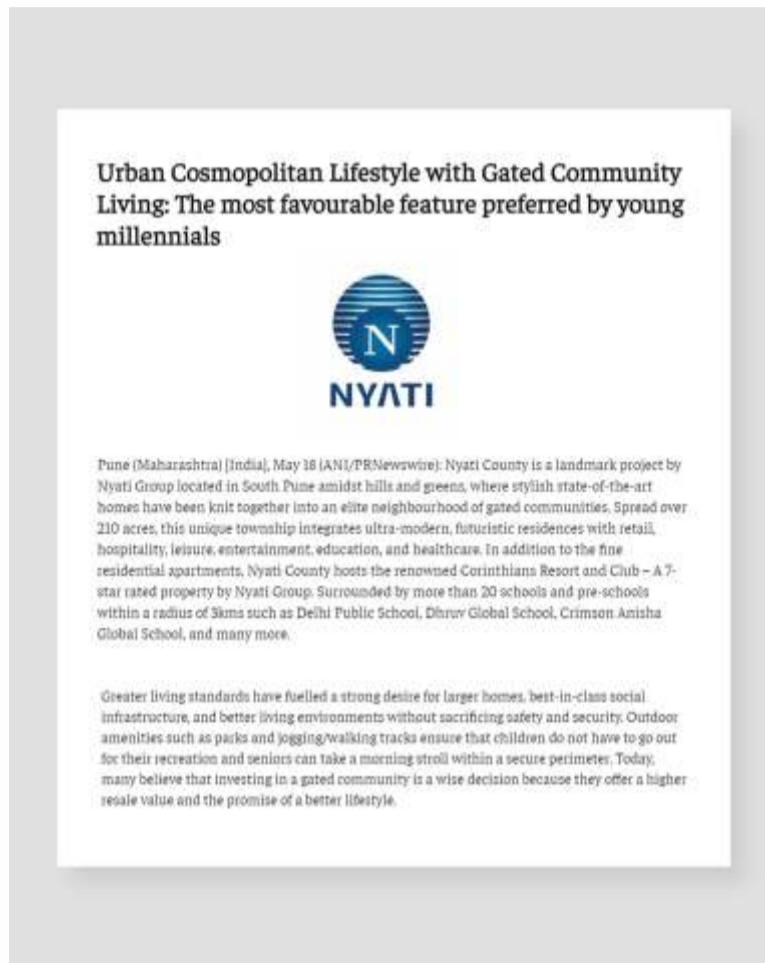 Urban Cosmopolitan Lifestyle with Gated Community
Living: The most favourable feature preferred by young
millennials
N
NYATI
Pune (Maharashtra) [India], May 18 (ANI/PRNewswire): Nyati County is a landmark project by
Nyati Group located in South Pune amidst hills and greens, where stylish state-of-the-art
homes have been knit together into an elite neighbourhood of gated communities. Spread over
210 acres, this unique township integrates ultra-modern, futuristic residences with retail,
hospitality, leisure, entertainment, education, and healthcare. In addition to the fine
residential apartments, Nyati County hosts the renowned Corinthians Resort and Club – A 7-
star rated property by Nyati Group. Surrounded by more than 20 schools and pre-schools
within a radius of 3kms such as Delhi Public School, Dhruv Global School, Crimson Anisha
Global School, and many more.
Greater living standards have fuelled a strong desire for larger homes, best-in-class social
infrastructure, and better living environments without sacrificing safety and security. Outdoor
amenities such as parks and jogging/walking tracks ensure that children do not have to go out
for their recreation and seniors can take a morning stroll within a secure perimeter. Today,
many believe that investing in a gated community is a wise decision because they offer a higher
resale value and the promise of a better lifestyle.